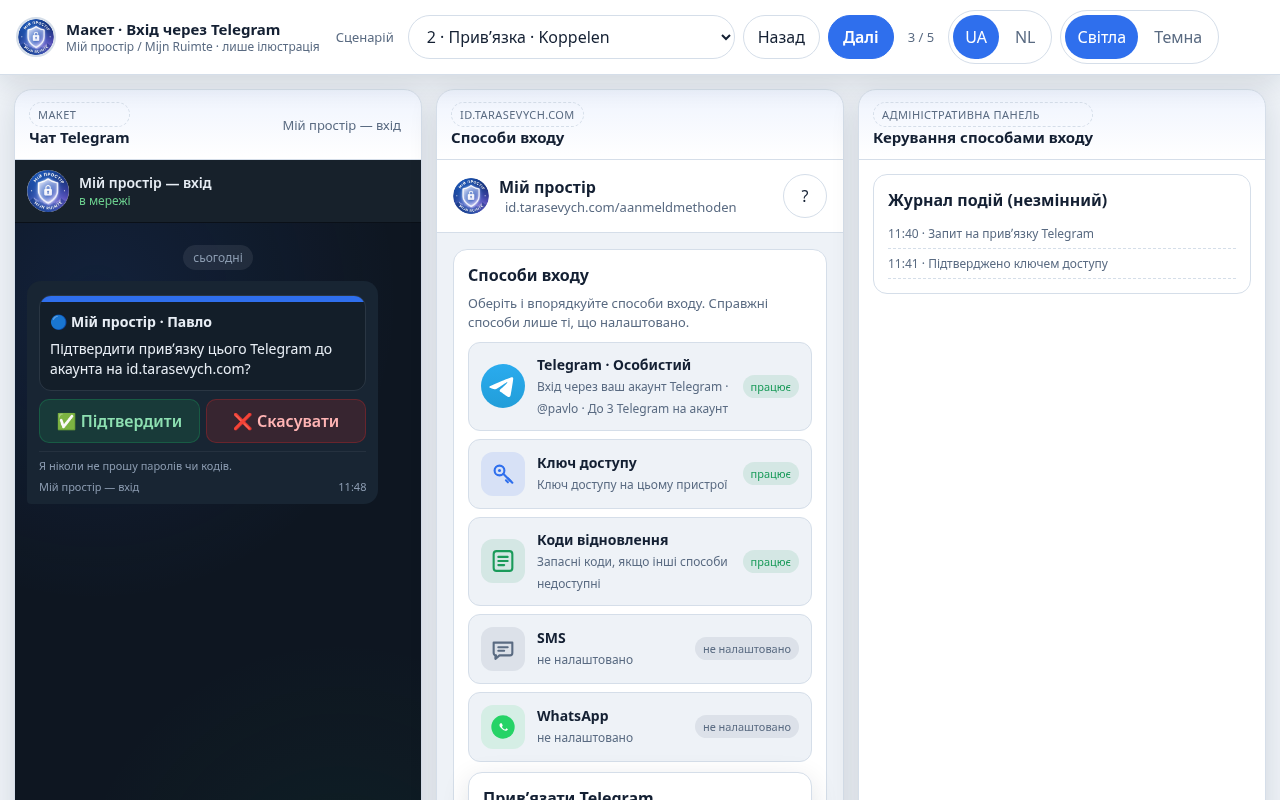 Макет · Вхід через Telegram
Мій простір / Mijn Ruimte · лише ілюстрація
Сценарій
2 · Прив’язка · Koppelen
Назад
Далі
3 / 5
UA
NL
Світла
Темна
МАКЕТ
Чат Telegram
Мій простір — вхід
Мій простір — вхід
в мережі
сьогодні
🔵 Мій простір · Павло
Підтвердити прив’язку цього Telegram до
акаунта на id.tarasevych.com?
✅ Підтвердити
❌ Скасувати
Я ніколи не прошу паролів чи кодів.
Мій простір — вхід
11:48
ID.TARASEVYCH.COM
Способи входу
Мій простір
id.tarasevych.com/aanmeldmethoden
?
Способи входу
Оберіть і впорядкуйте способи входу. Справжні
способи лише ті, що налаштовано.
Telegram · Особистий
Вхід через ваш акаунт Telegram ·
@pavlo · До 3 Telegram на акаунт
працює
Ключ доступу
Ключ доступу на цьому пристрої
працює
Коди відновлення
Запасні коди, якщо інші способи
недоступні
працює
SMS
не налаштовано
не налаштовано
WhatsApp
не налаштовано
не налаштовано
Прив’язати Telegram
АДМІНІСТРАТИВНА ПАНЕЛЬ
Керування способами входу
Журнал подій (незмінний)
11:40 · Запит на прив’язку Telegram
11:41 · Підтверджено ключем доступу